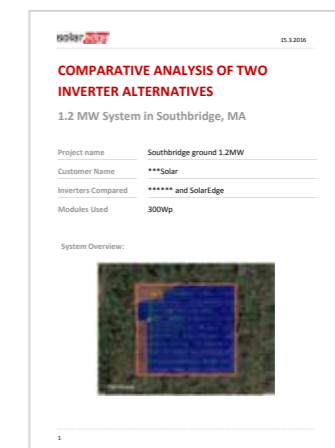 solaredge
15.3.2016
COMPARATIVE ANALYSIS OF TWO
INVERTER ALTERNATIVES
1.2 MW System in Southbridge, MA
Project name Southbridge ground 1.2MW
Customer Name ***Solar
Inverters Compared ****** and SolarEdge
Modules Used 300Wp
System Overview:
1